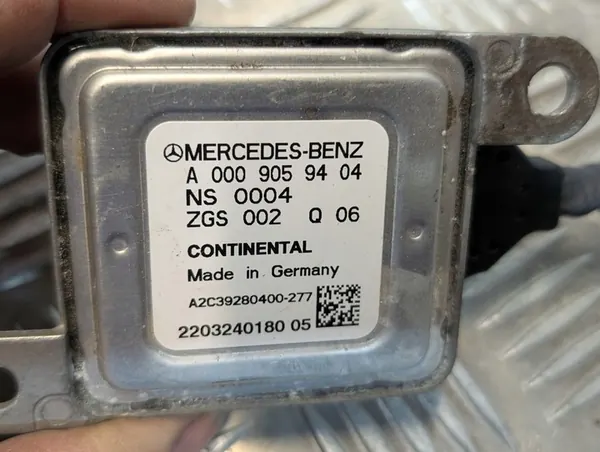 MERCEDES-BENZ
A 000 905 94 04
NS 0004
ZGS 002 Q 06
CONTINENTAL
Made in Germany
A2C39280400-277
2203240180 05